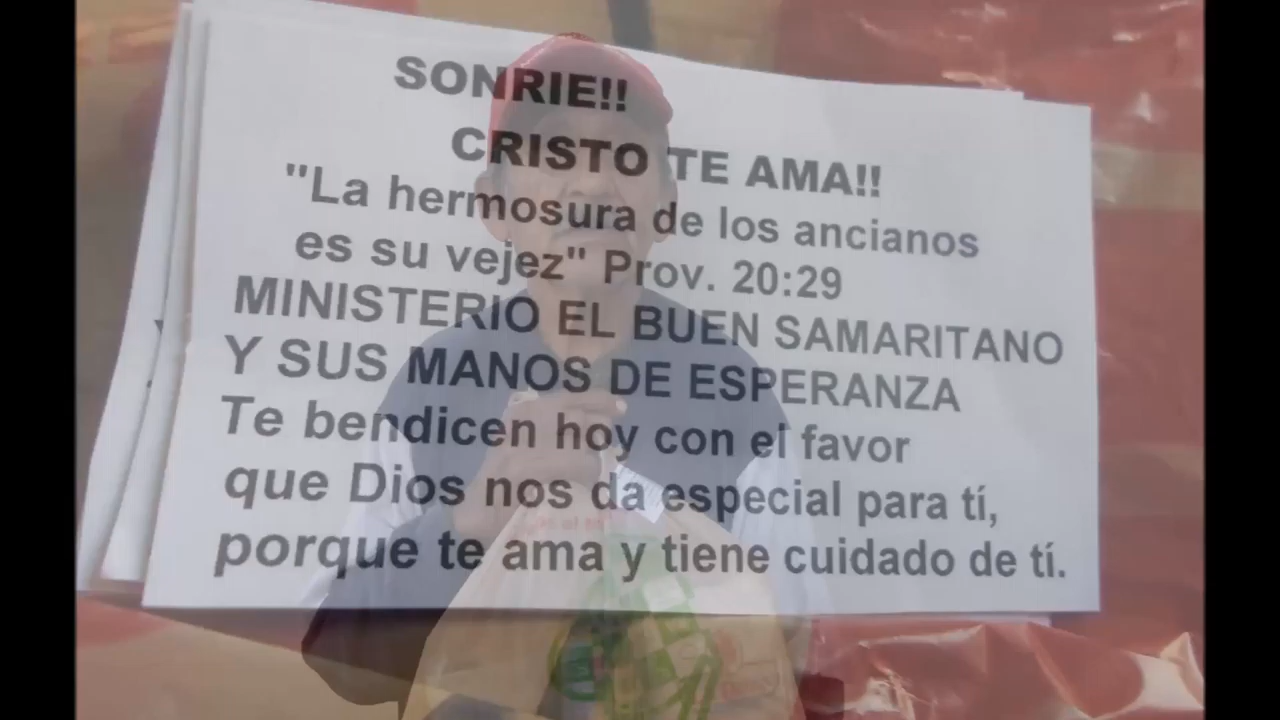 SONRIE!!
CRISTO TE AMA!!
"La hermosura de los ancianos
es su vejez" Prov. 20:29
MINISTERIO EL BUEN SAMARITANO
Y SUS MANOS DE ESPERANZA
Te bendicen hoy con el favor
que Dios nos da especial para tí,
porque te ama y tiene cuidado de tí.